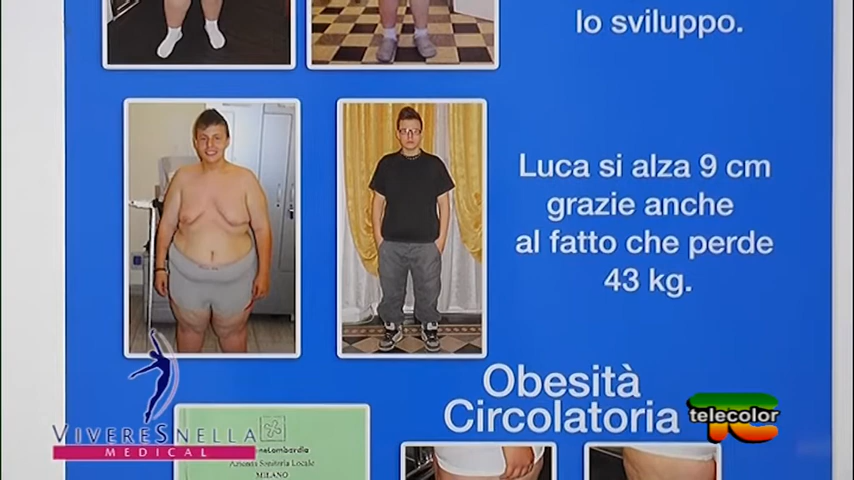 lo sviluppo.
Luca si alza 9 cm
grazie anche
al fatto che perde
43 kg.
Obesità
Circolatoria
VIVERESNELLA
MEDICAL
telecolor
Azienda Sanitaria Locale
MILANO